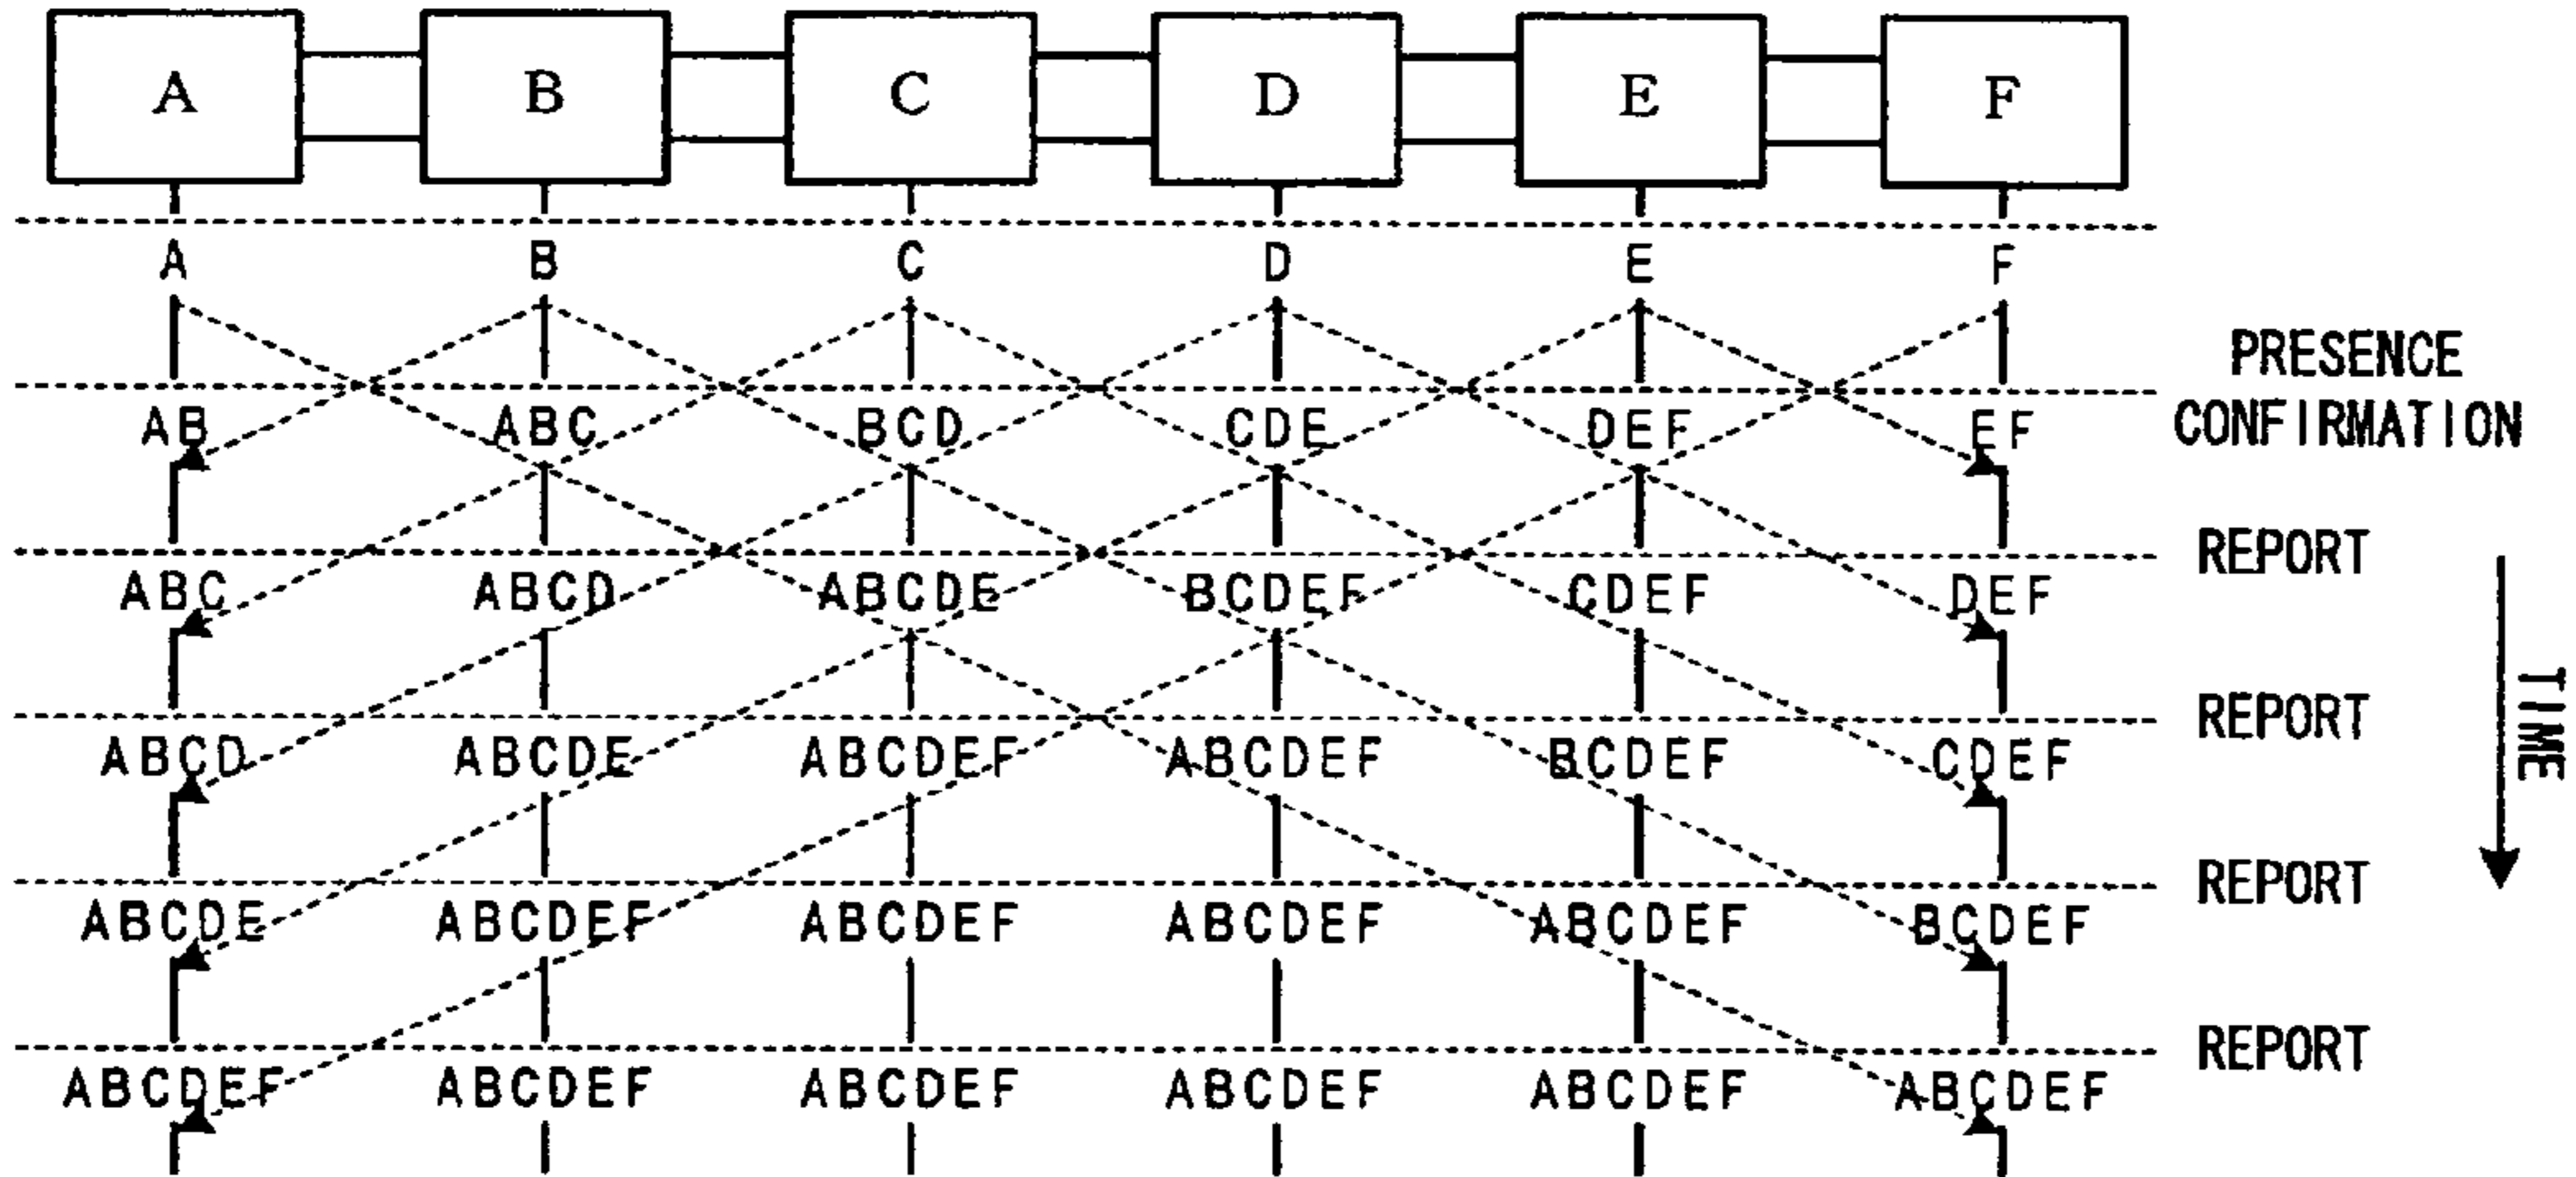 A B C D E F
A B C D E F
PRESENCE
CONFIRMATION
AB ABC BCD CDE DEF EF
REPORT
ABC ABCD ABCDE BCDEF CDEF DEF
REPORT
ABCD ABCDE ABCDEF ABCDEF BCDEF CDEF
TIME
REPORT
ABCDE ABCDEF ABCDEF ABCDEF ABCDEF BCDEF
REPORT
ABCDEF ABCDEF ABCDEF ABCDEF ABCDEF ABCDEF